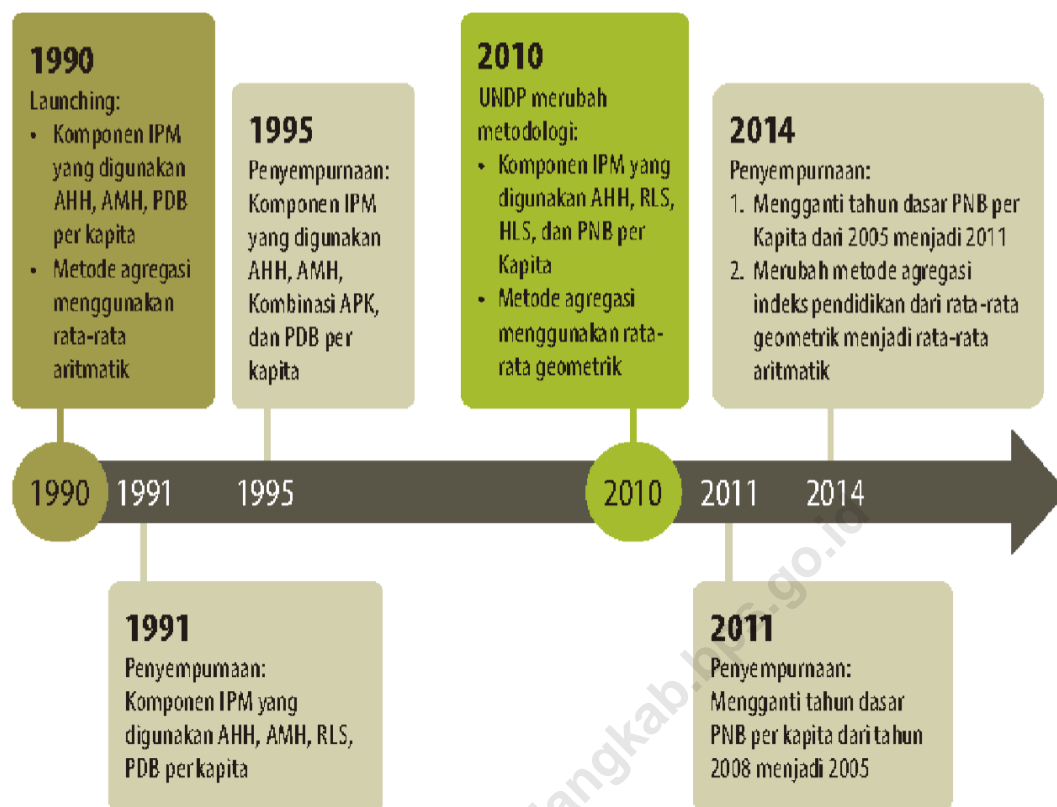 1990
Launching:
• Komponen IPM
yang digunakan
AHH, AMH, PDB
per kapita
• Metode agregasi
menggunakan
rata-rata
aritmatik
1995
Penyempurnaan:
Komponen IPM
yang digunakan
AHH, AMH,
Kombinasi APK,
dan PDB per
kapita
2010
UNDP merubah
metodologi:
• Komponen IPM yang
digunakan AHH, RLS,
HLS, dan PNB per
Kapita
• Metode agregasi
menggunakan rata-
rata geometrik
2014
Penyempurnaan:
1. Mengganti tahun dasar PNB per
Kapita dari 2005 menjadi 2011
2. Merubah metode agregasi
indeks pendidikan dari rata-rata
geometrik menjadi rata-rata
aritmatik
1990 1991 1995 2010 2011 2014
1991
Penyempurnaan:
Komponen IPM yang
digunakan AHH, AMH, RLS,
PDB per kapita
2011
Penyempurnaan:
Mengganti tahun dasar
PNB per kapita dari tahun
2008 menjadi 2005
langkab.bps.go.id